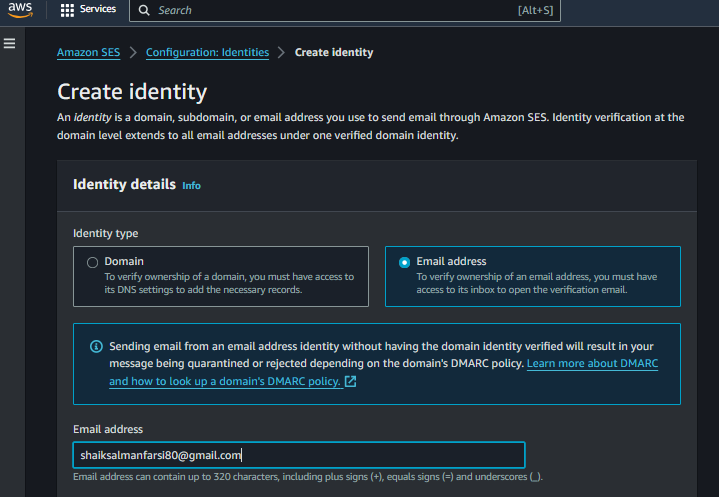 aws
Services
Search
[Alt+S]
Amazon SES > Configuration: Identities > Create identity
Create identity
An identity is a domain, subdomain, or email address you use to send email through Amazon SES. Identity verification at the
domain level extends to all email addresses under one verified domain identity.
Identity details Info
Identity type
Domain
To verify ownership of a domain, you must have access to
its DNS settings to add the necessary records.
Email address
To verify ownership of an email address, you must have
access to its inbox to open the verification email.
Sending email from an email address identity without having the domain identity verified will result in your
message being quarantined or rejected depending on the domain's DMARC policy. Learn more about DMARC
and how to look up a domain's DMARC policy.
Email address
shaiksalmanfarsi80@gmail.com
Email address can contain up to 320 characters, including plus signs (+), equals signs (=) and underscores (_).